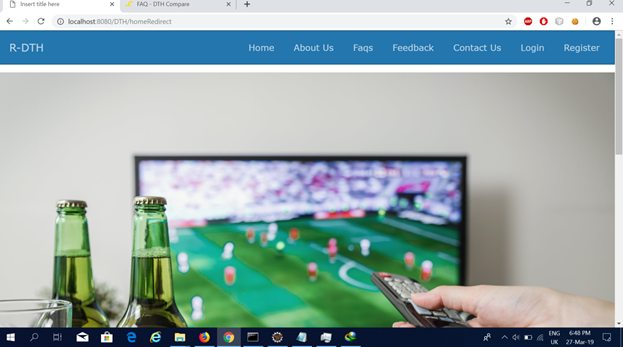 Insert title here
FAQ - DTH Compare
localhost:8080/DTH/homeRedirect
R-DTH
Home About Us Faqs Feedback Contact Us Login Register
ENG 6:48 PM
UK 27-Mar-19